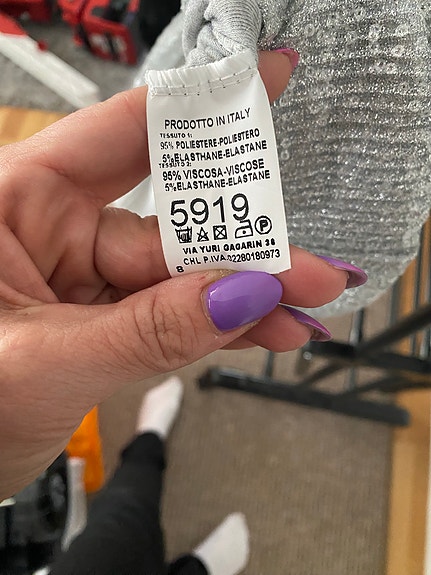 PRODOTTO IN ITALY
TESSUTO 1:
95% POLIESTERE-POLIESTERO
5% ELASTHANE-ELASTANE
TESSUTO 2:
95% VISCOSA-VISCOSE
5% ELASTHANE-ELASTANE
5919
VIA YURI GAGARIN 38
CHL P.IVA 02280180973